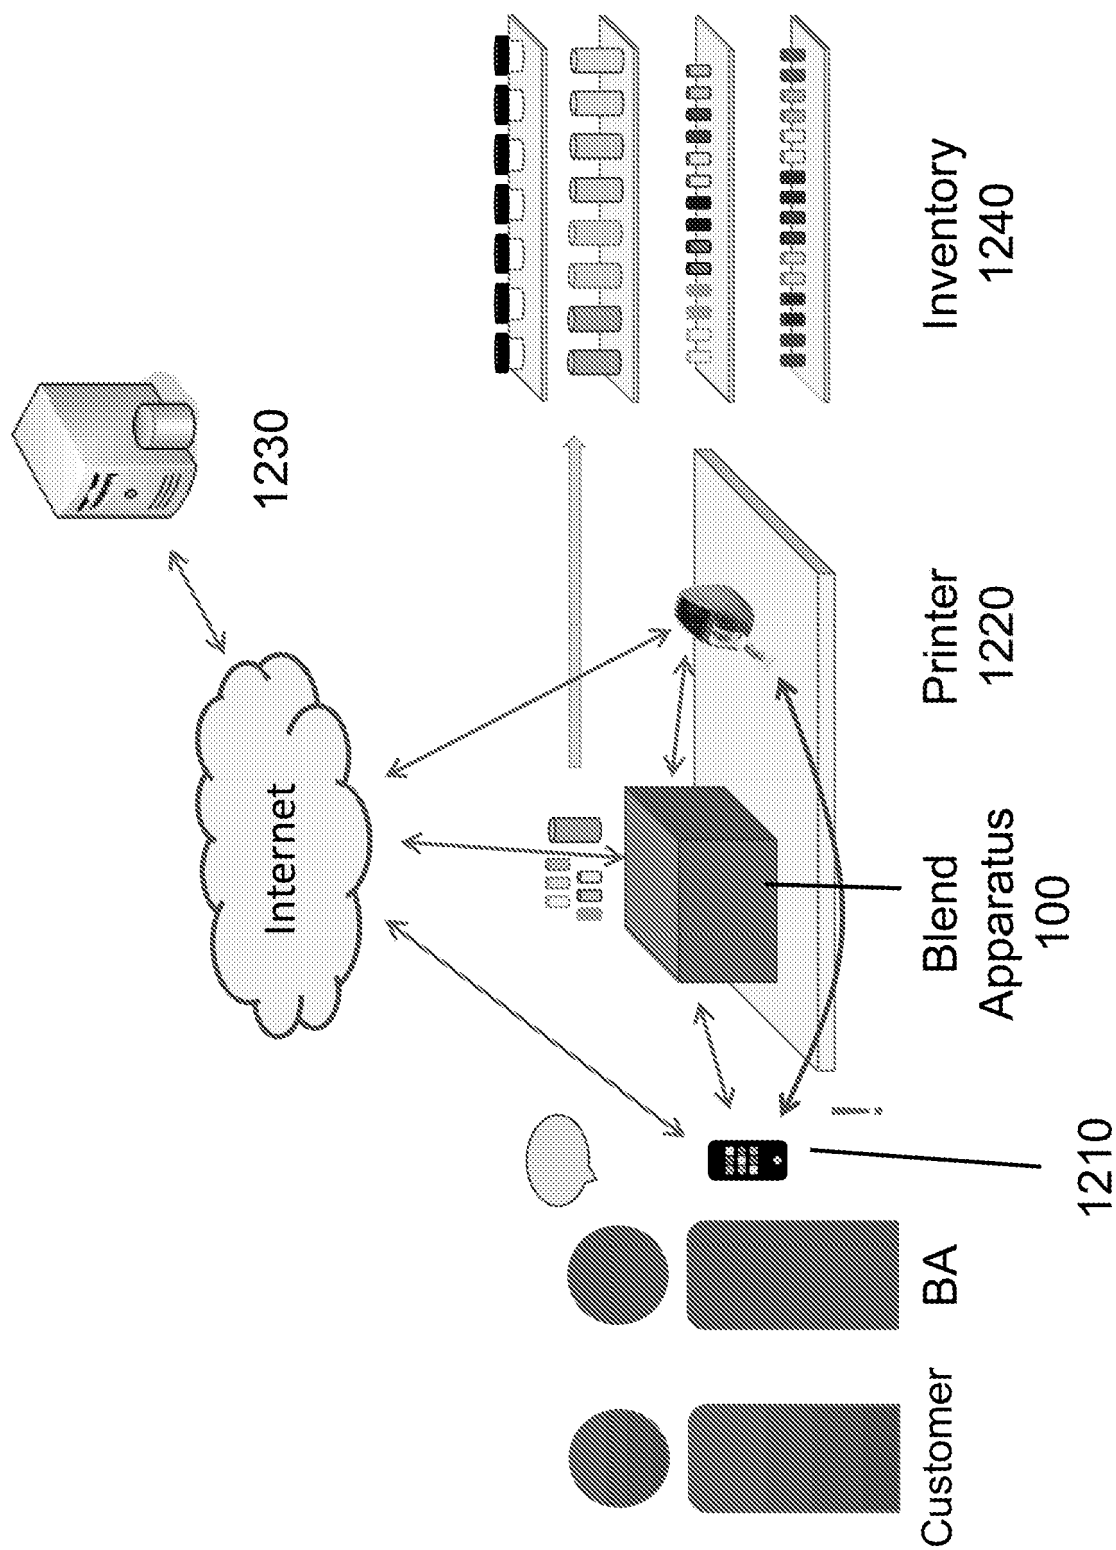 1230
Internet
Customer
BA
1210
Blend
Apparatus
100
Printer
1220
Inventory
1240